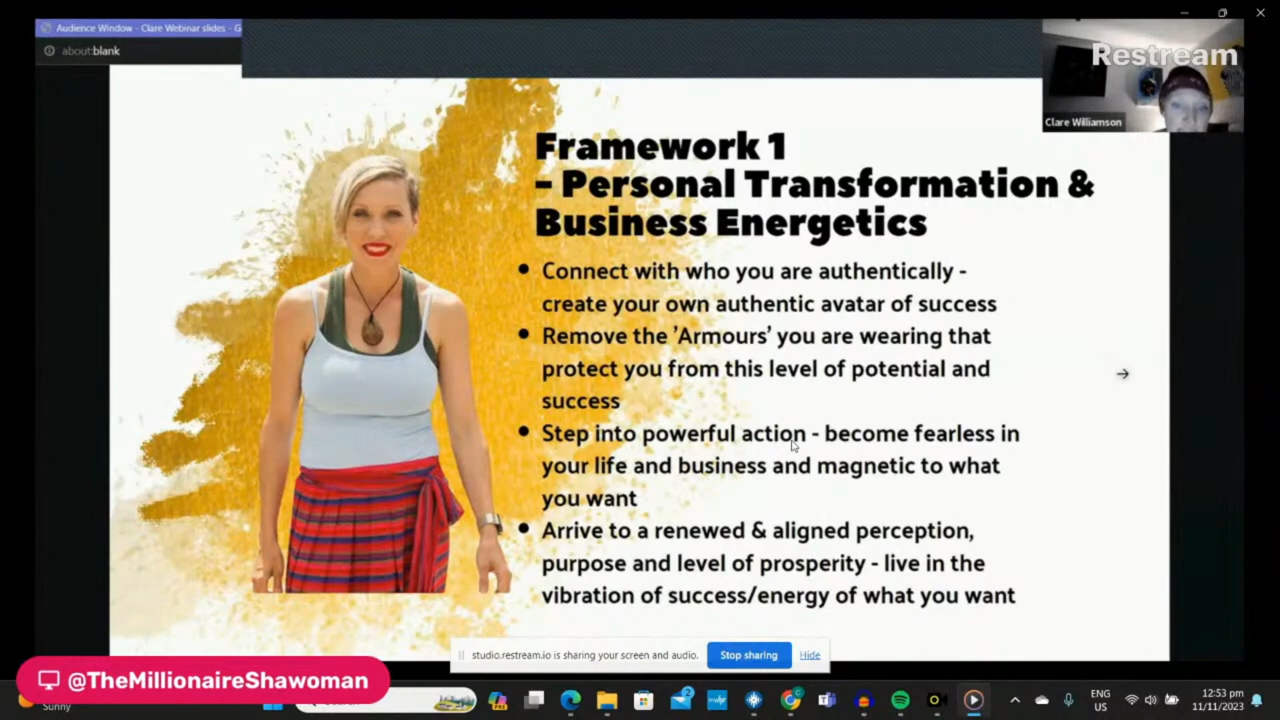 Audience Window - Clare Webinar slides - G
about:blank
Restream
Clare Williamson
Framework 1
- Personal Transformation &
Business Energetics
• Connect with who you are authentically -
create your own authentic avatar of success
• Remove the 'Armours' you are wearing that
protect you from this level of potential and
success
• Step into powerful action - become fearless in
your life and business and magnetic to what
you want
• Arrive to a renewed & aligned perception,
purpose and level of prosperity - live in the
vibration of success/energy of what you want
studio.restream.io is sharing your screen and audio.
Stop sharing
Hide
@TheMillionaireShawoman
Sunny
2
ENG
US
12:53 pm
11/11/2023